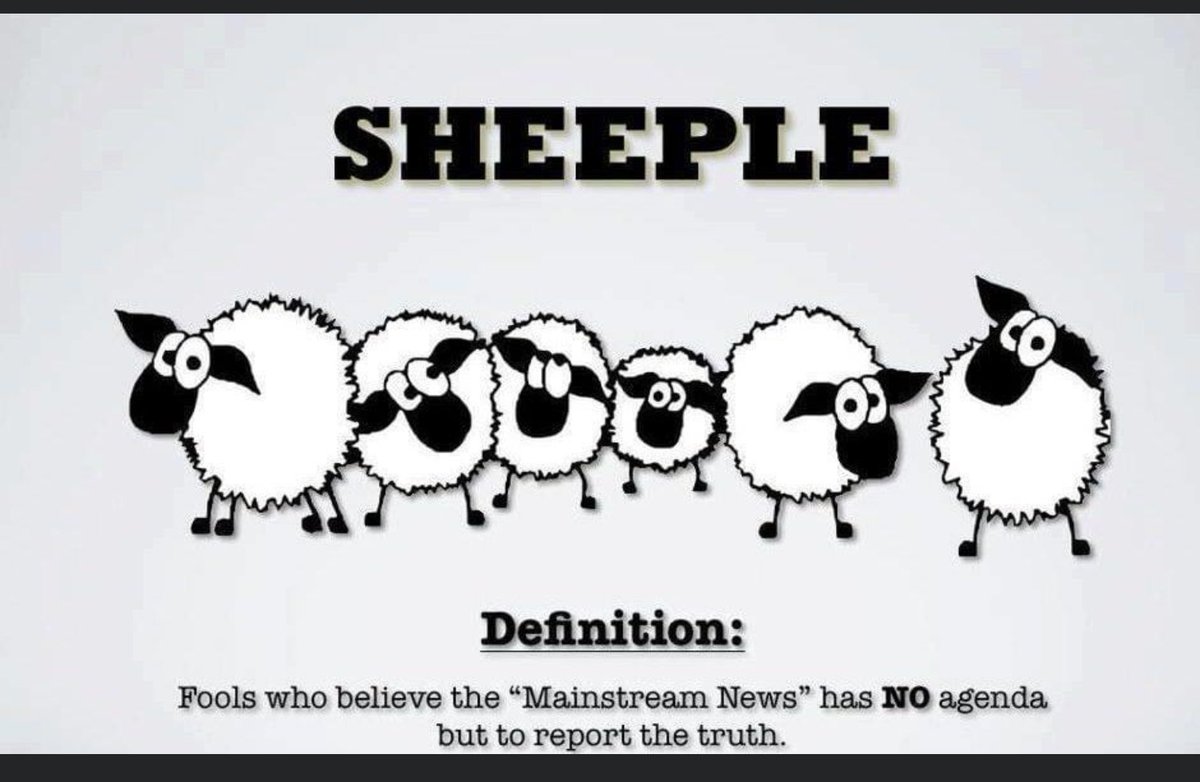 SHEEPLE
Definition:
Fools who believe the “Mainstream News” has NO agenda
but to report the truth.